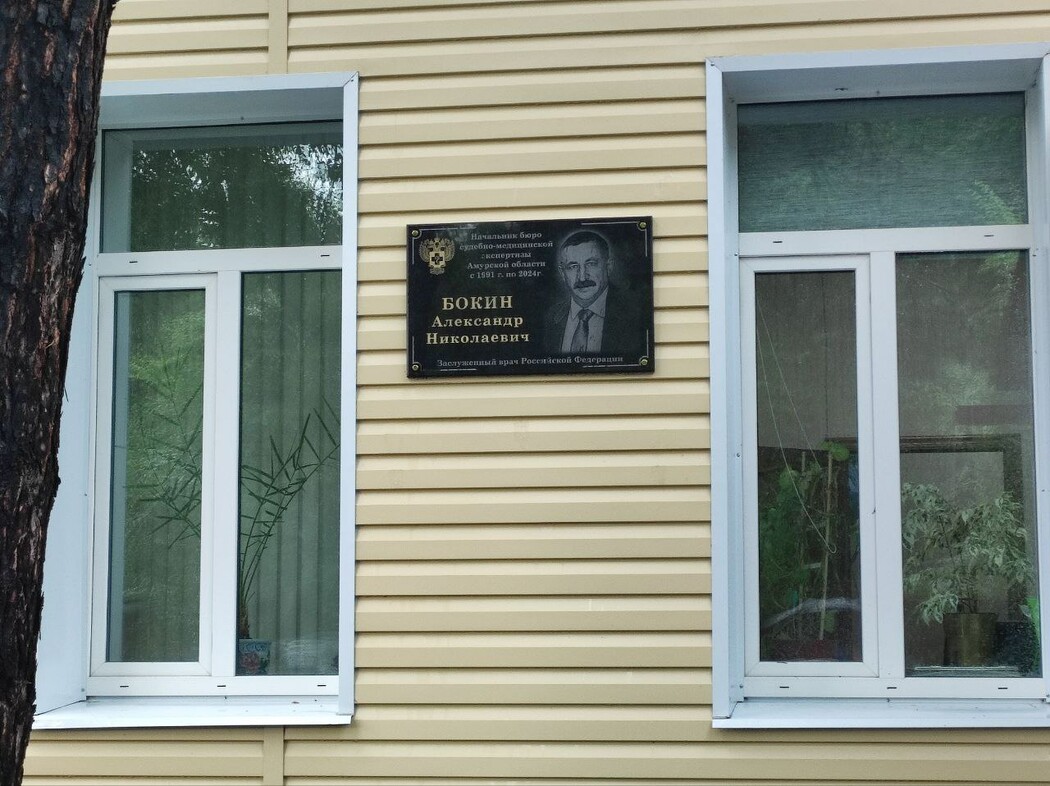 Начальник бюро
судебно-медицинской
экспертизы
Амурской области
с 1991 г. по 2024г
БОКИН
Александр
Николаевич
Заслуженный врач Российской Федерации